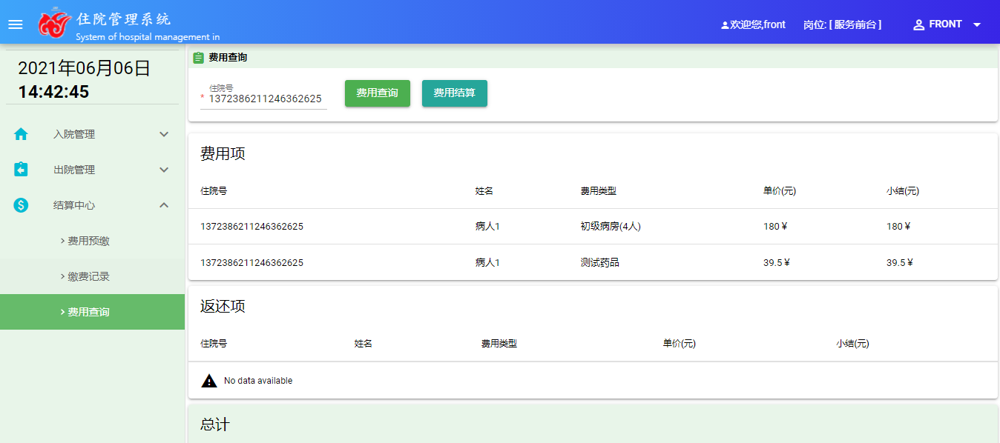 住院管理系统
System of hospital management in
欢迎您,front 岗位: [ 服务前台 ] FRONT
2021年06月06日
14:42:45
入院管理
出院管理
结算中心
费用预缴
缴费记录
费用查询
费用查询
住院号
* 1372386211246362625
费用查询 费用结算
费用项
住院号 姓名 费用类型 单价(元) 小结(元)
1372386211246362625 病人1 初级病房(4人) 180 ¥ 180 ¥
1372386211246362625 病人1 测试药品 39.5 ¥ 39.5 ¥
返还项
住院号 姓名 费用类型 单价(元) 小结(元)
No data available
总计